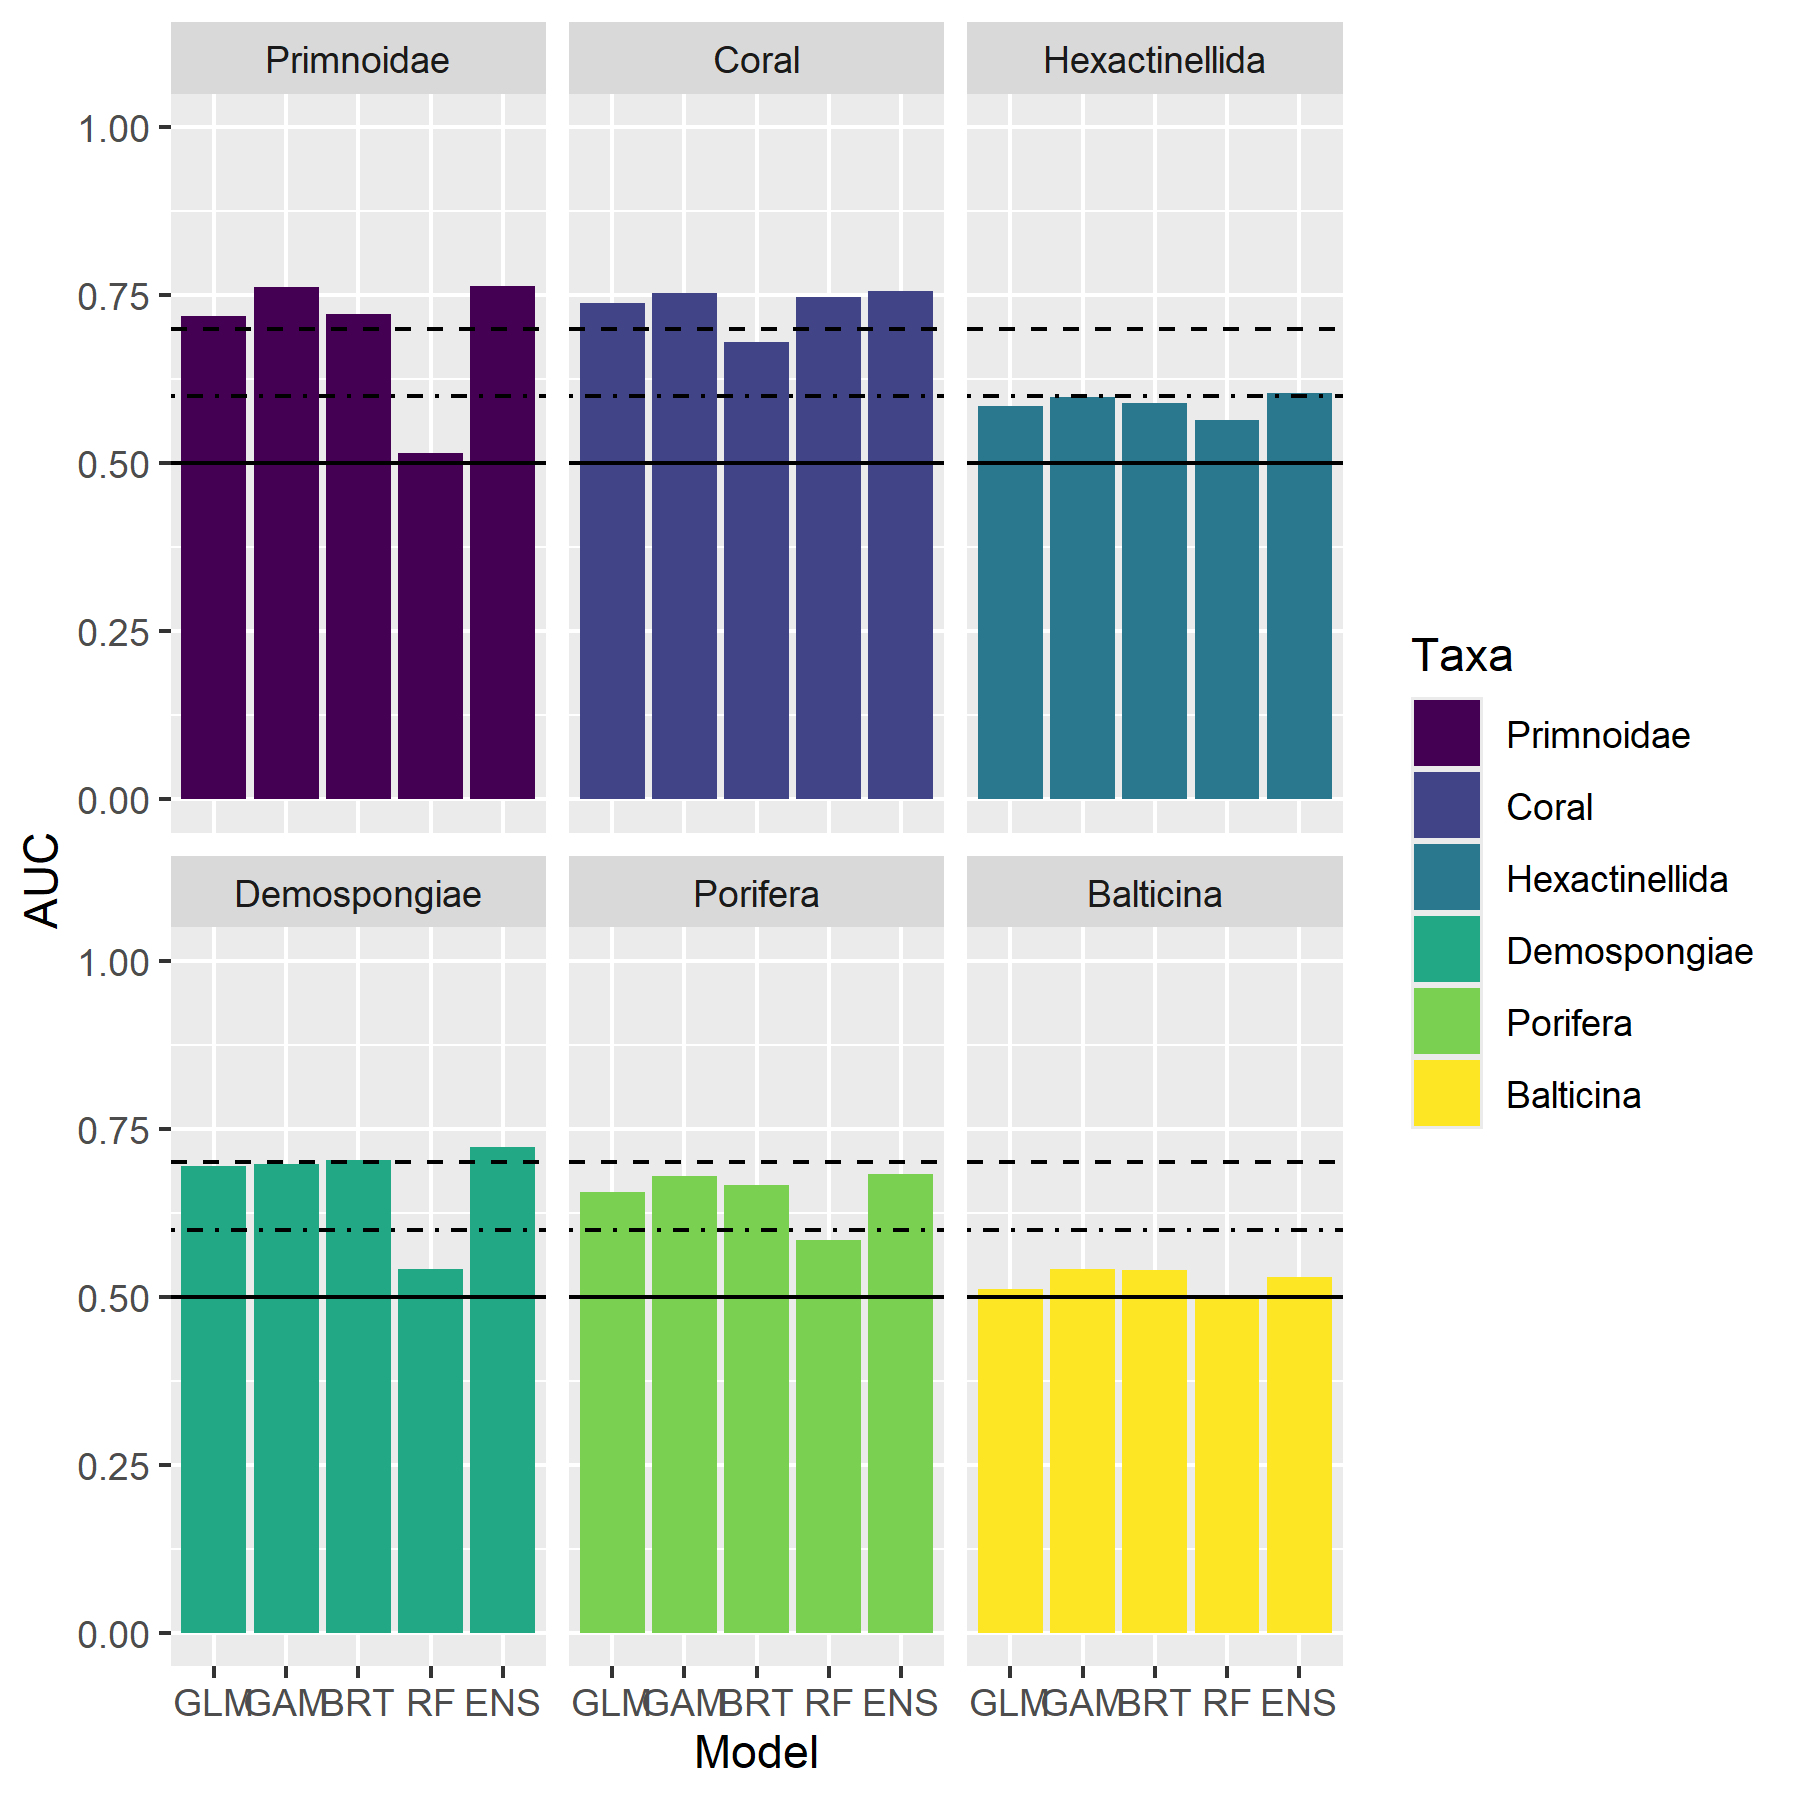 Primnoidae Coral Hexactinellida
1.00
0.75
0.50
0.25
0.00
AUC
Demospongiae Porifera Balticina
1.00
0.75
0.50
0.25
0.00
GLM GAM BRT RF ENS GLM GAM BRT RF ENS GLM GAM BRT RF ENS
Model
Taxa
Primnoidae
Coral
Hexactinellida
Demospongiae
Porifera
Balticina